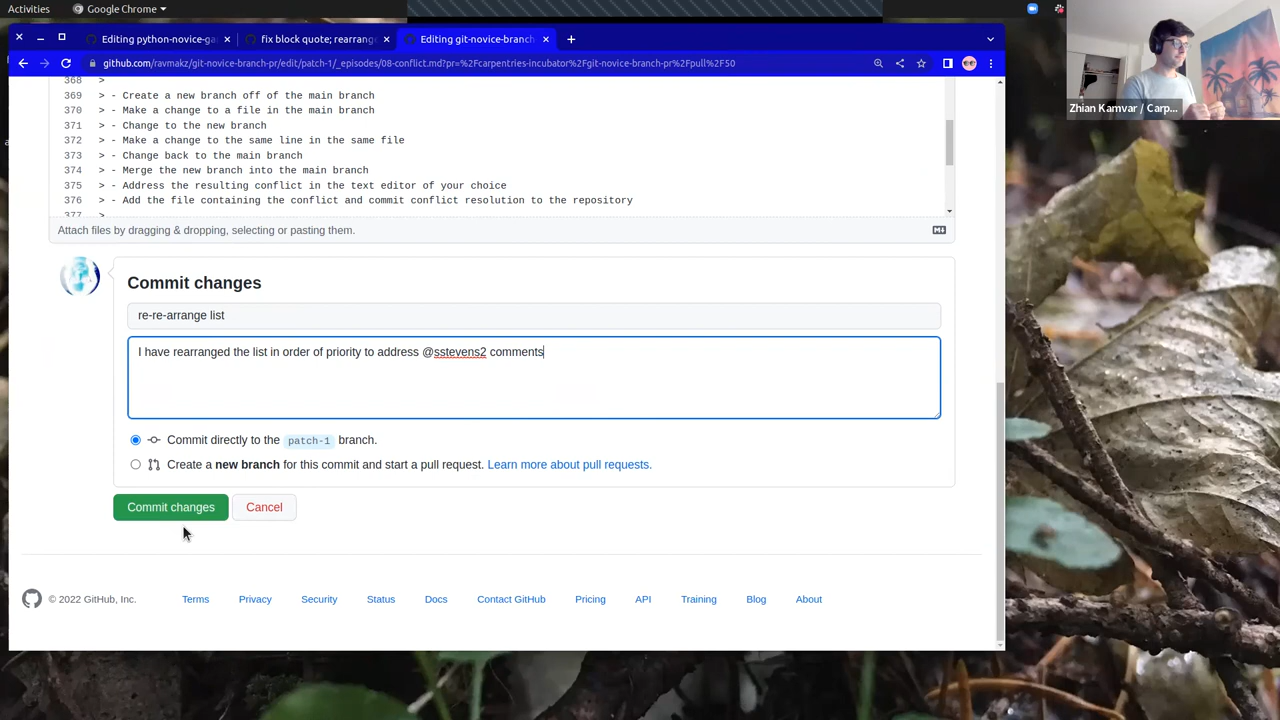 Activities
Google Chrome
Editing python-novice-ga
fix block quote; rearrang
Editing git-novice-branch
github.com/ravmakz/git-novice-branch-pr/edit/patch-1/_episodes/08-conflict.md?pr=%2Fcarpentries-incubator%2Fgit-novice-branch-pr%2Fpull%2F50
Zhian Kamvar / Carp...
368 >
369 > - Create a new branch off of the main branch
370 > - Make a change to a file in the main branch
371 > - Change to the new branch
372 > - Make a change to the same line in the same file
373 > - Change back to the main branch
374 > - Merge the new branch into the main branch
375 > - Address the resulting conflict in the text editor of your choice
376 > - Add the file containing the conflict and commit conflict resolution to the repository
377 >
Attach files by dragging & dropping, selecting or pasting them.
Commit changes
re-re-arrange list
I have rearranged the list in order of priority to address @sstevens2 comments
Commit directly to the patch-1 branch.
Create a new branch for this commit and start a pull request. Learn more about pull requests.
Commit changes Cancel
© 2022 GitHub, Inc. Terms Privacy Security Status Docs Contact GitHub Pricing API Training Blog About